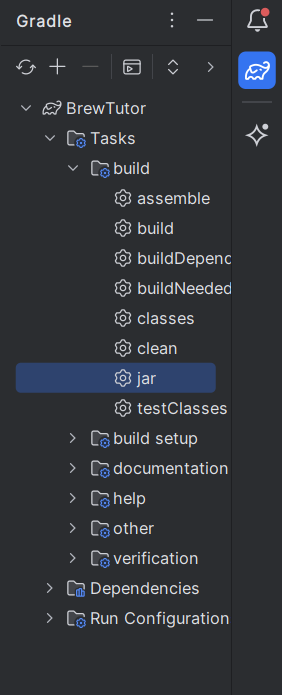 Gradle
BrewTutor
Tasks
build
assemble
build
buildDepend
buildNeeded
classes
clean
jar
testClasses
build setup
documentation
help
other
verification
Dependencies
Run Configuration